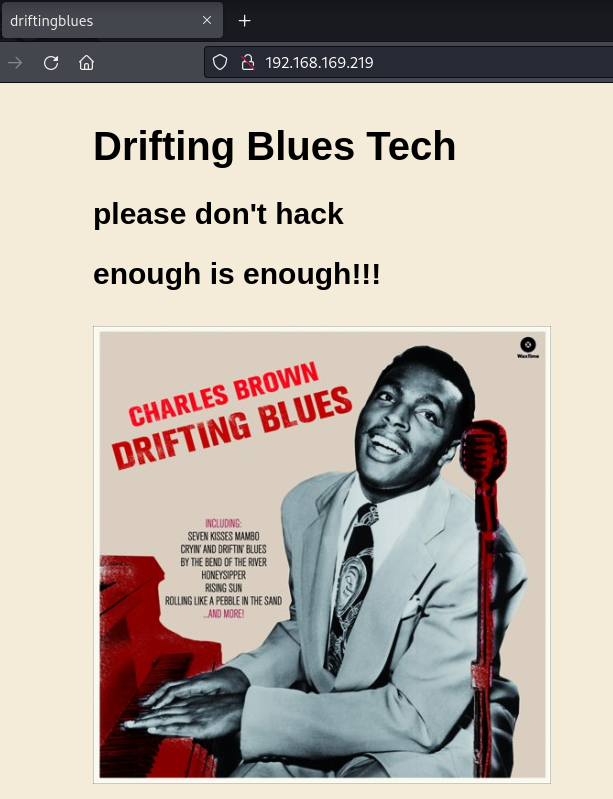 driftingblues
192.168.169.219
Drifting Blues Tech
please don't hack
enough is enough!!!
WaxTime
CHARLES BROWN
DRIFTING BLUES
INCLUDING:
SEVEN KISSES MAMBO
CRYIN' AND DRIFTIN' BLUES
BY THE BEND OF THE RIVER
HONEYSIPPER
RISING SUN
ROLLING LIKE A PEBBLE IN THE SAND
...AND MORE!